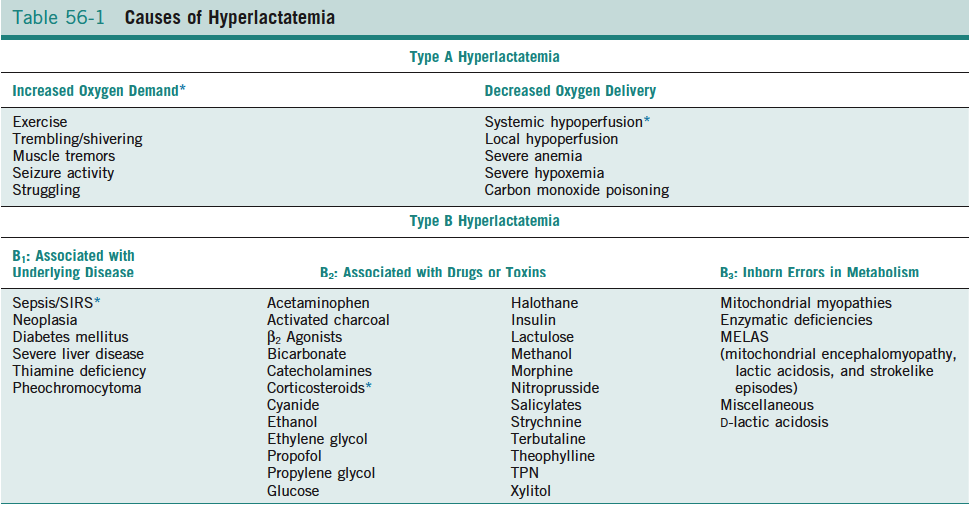 Table 56-1 Causes of Hyperlactatemia
Type A Hyperlactatemia
Increased Oxygen Demand*
Exercise
Trembling/shivering
Muscle tremors
Seizure activity
Struggling
Decreased Oxygen Delivery
Systemic hypoperfusion*
Local hypoperfusion
Severe anemia
Severe hypoxemia
Carbon monoxide poisoning
Type B Hyperlactatemia
B₁: Associated with
Underlying Disease
Sepsis/SIRS*
Neoplasia
Diabetes mellitus
Severe liver disease
Thiamine deficiency
Pheochromocytoma
B₂: Associated with Drugs or Toxins
Acetaminophen
Activated charcoal
β₂ Agonists
Bicarbonate
Catecholamines
Corticosteroids*
Cyanide
Ethanol
Ethylene glycol
Propofol
Propylene glycol
Glucose
Halothane
Insulin
Lactulose
Methanol
Morphine
Nitroprusside
Salicylates
Strychnine
Terbutaline
Theophylline
TPN
Xylitol
B₃: Inborn Errors in Metabolism
Mitochondrial myopathies
Enzymatic deficiencies
MELAS
(mitochondrial encephalomyopathy,
lactic acidosis, and strokelike
episodes)
Miscellaneous
D-lactic acidosis